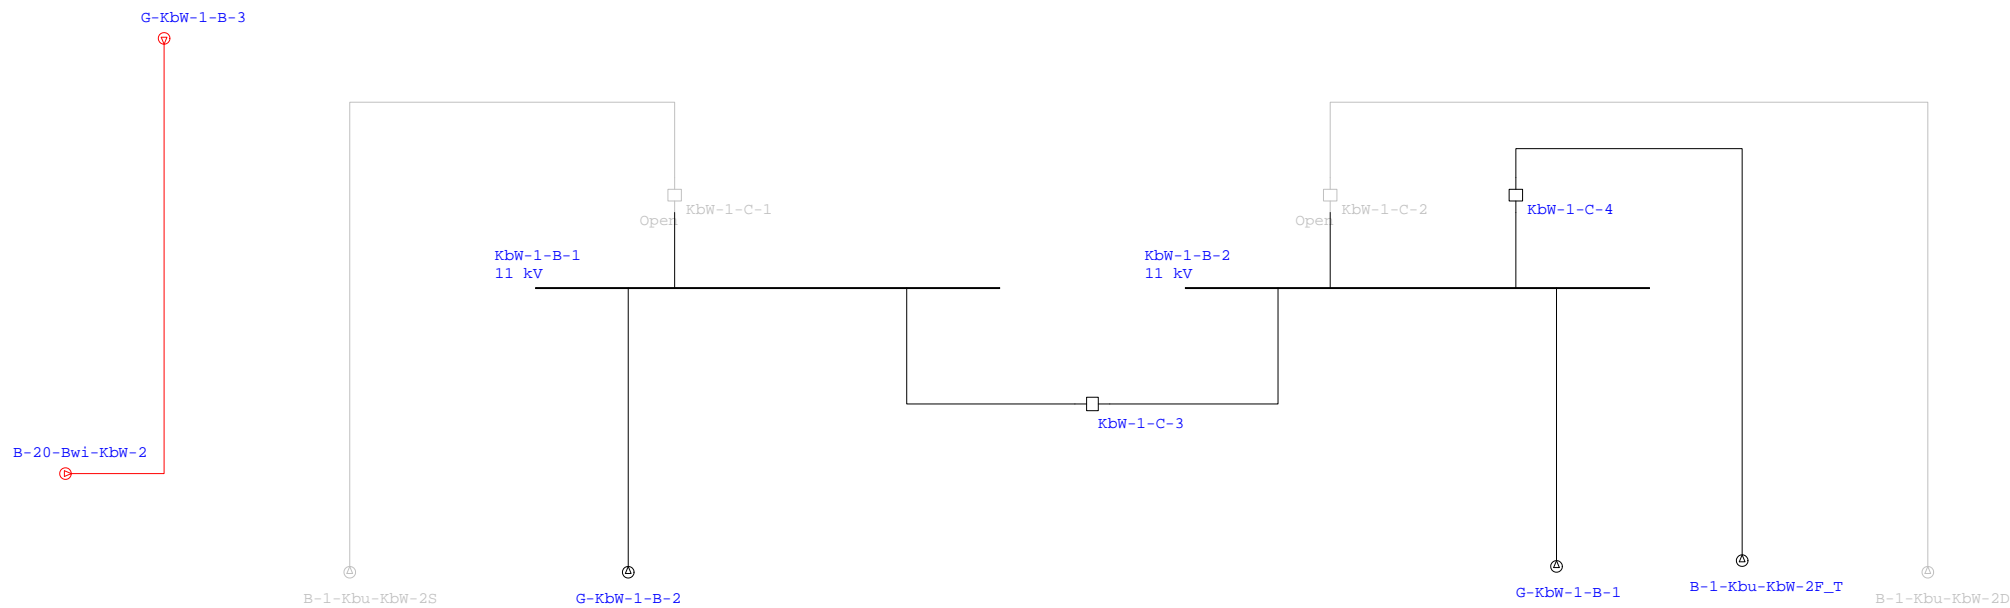 G-KbW-1-B-3
KbW-1-C-1
Open
KbW-1-C-2
Open
KbW-1-C-4
KbW-1-B-1
11 kV
KbW-1-B-2
11 kV
KbW-1-C-3
B-20-Bwi-KbW-2
B-1-Kbu-KbW-2S
G-KbW-1-B-2
G-KbW-1-B-1
B-1-Kbu-KbW-2F_T
B-1-Kbu-KbW-2D